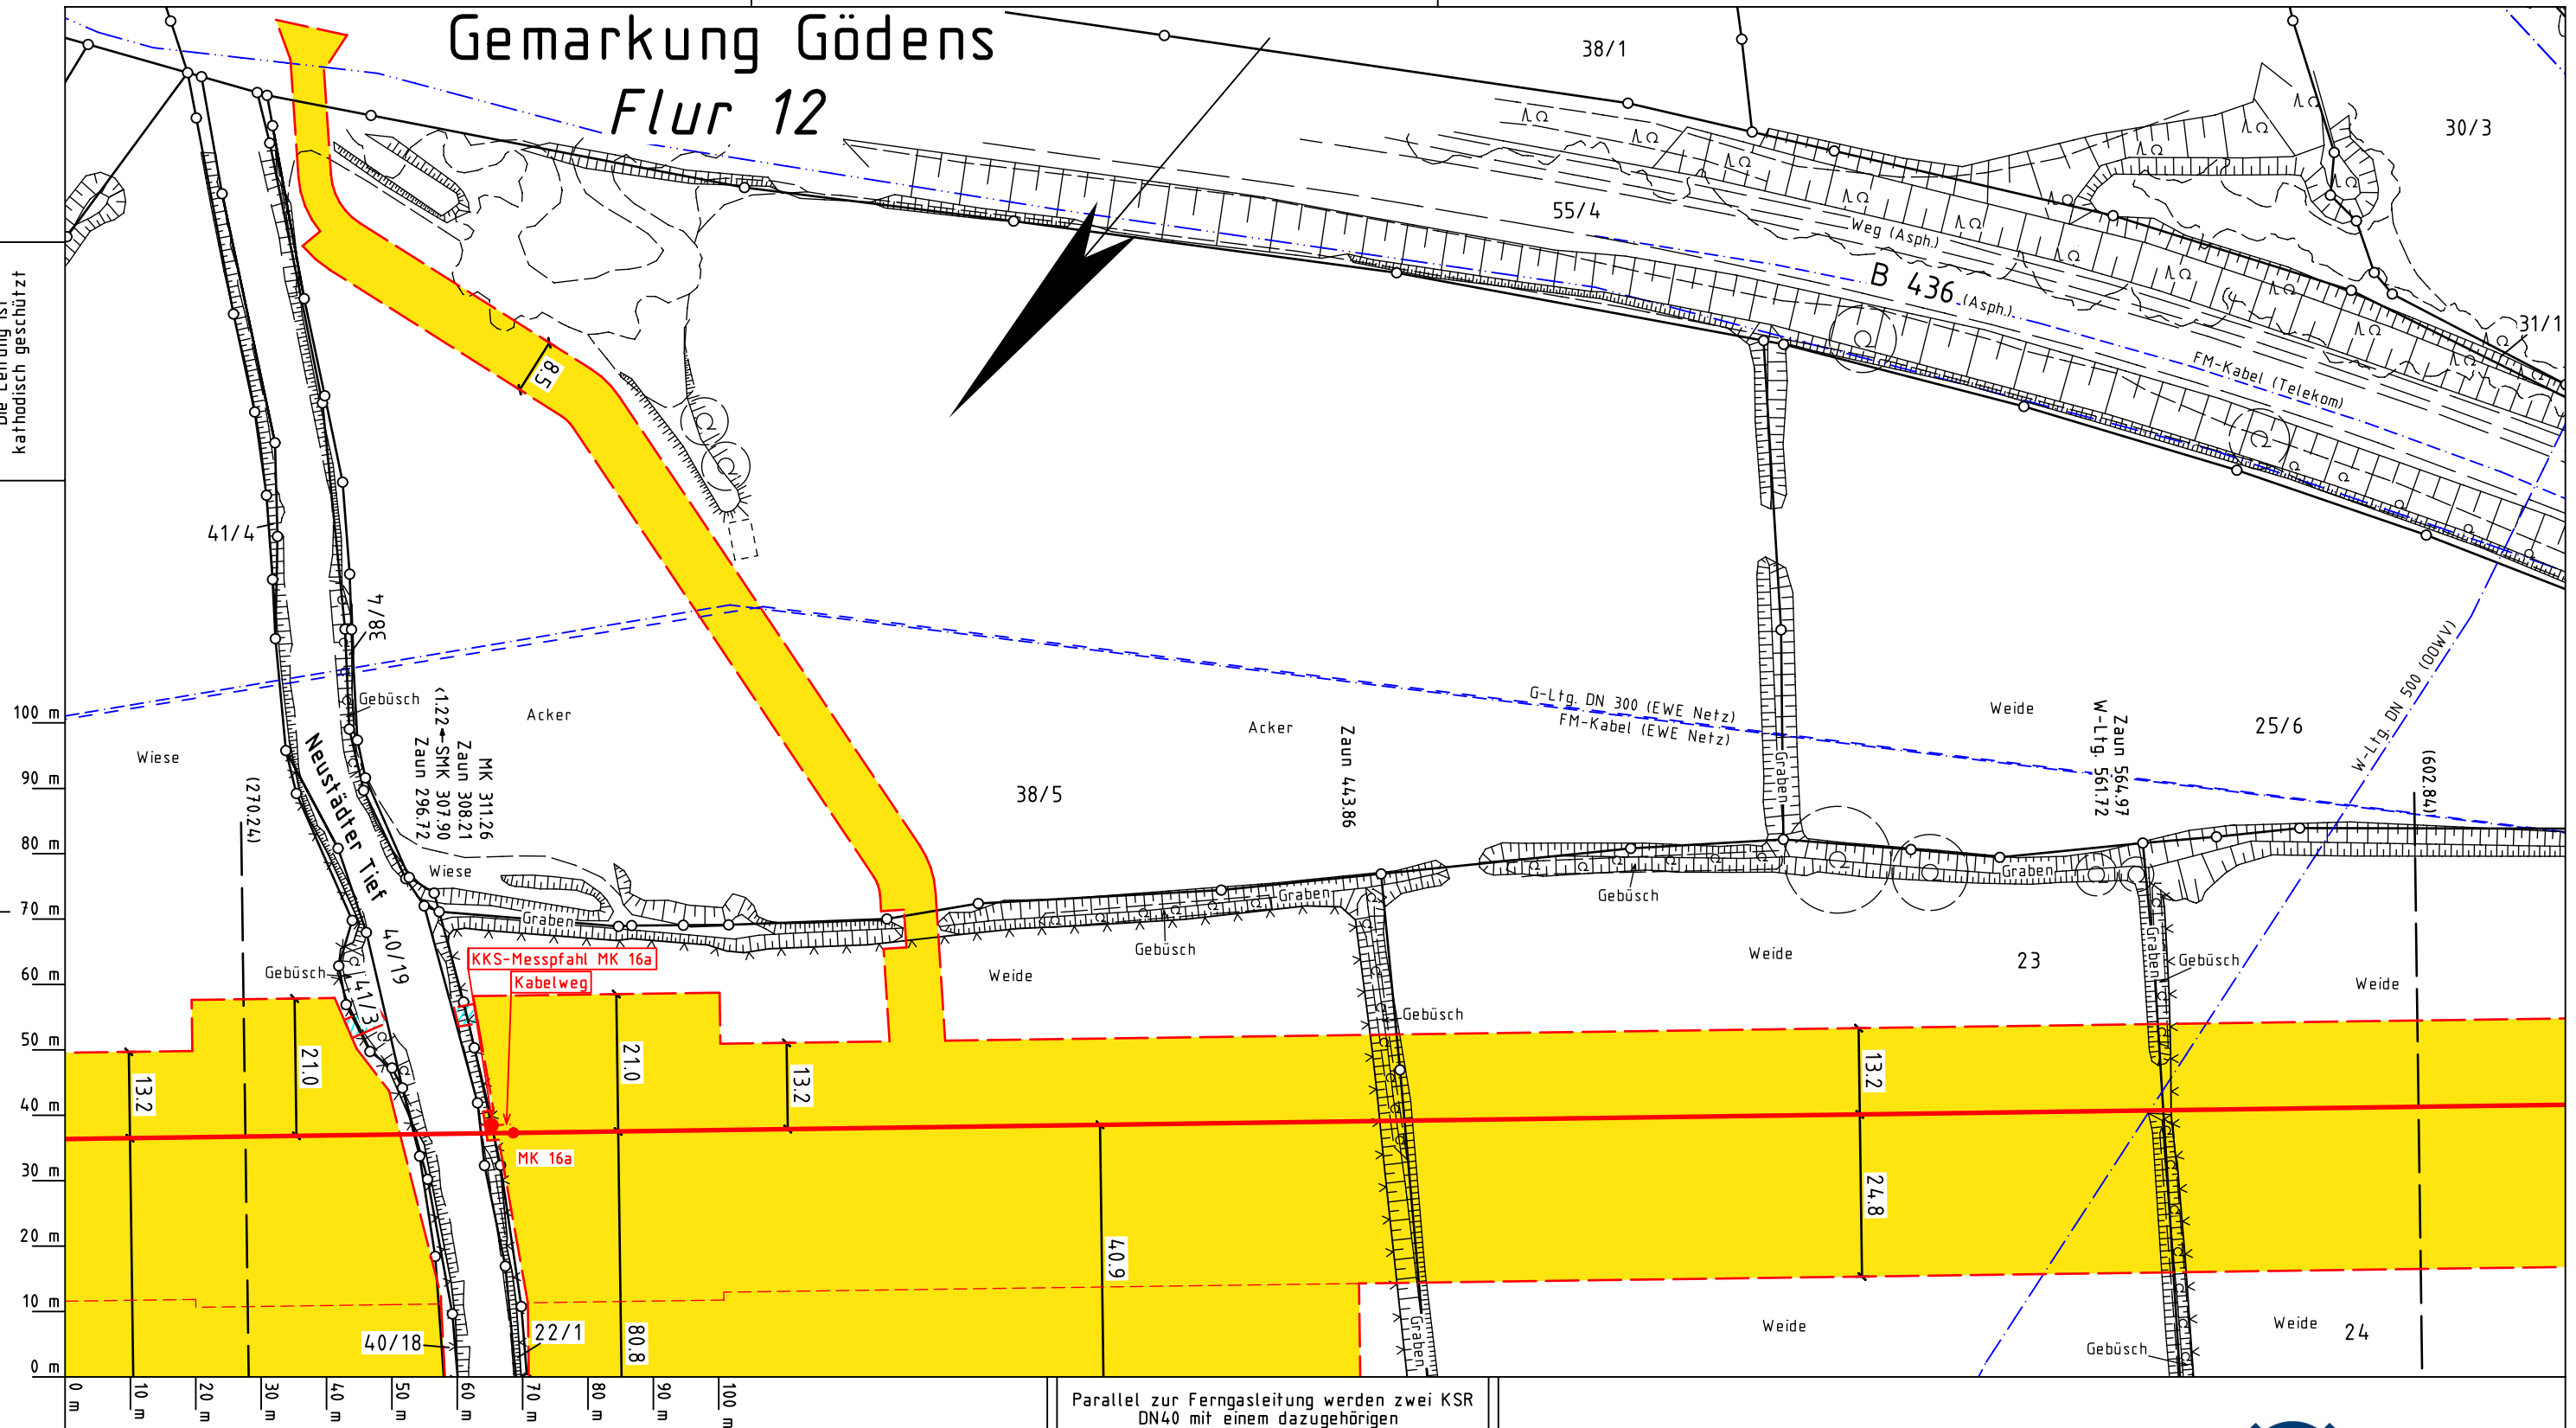 Gemarkung Gödens
Flur 12
38/1
30/3
55/4
Weg (Asph.)
B 436 (Asph.)
31/1
FM-Kabel (Telekom)
kathodisch geschützt
8.5
41/4
38/4
Gebüsch
Acker
Wiese
Neustädter Tief
(270.24)
<1.22 SMK 307.90
Zaun 296.72
Zaun 308.21
MK 311.26
Wiese
38/5
Acker
Zaun 443.86
G-Ltg. DN 300 (EWE Netz)
FM-Kabel (EWE Netz)
Graben
Weide
W-Ltg. 561.72
Zaun 564.97
25/6
W-Ltg. DN 500 (OOWV)
(602.84)
100 m
90 m
80 m
70 m
60 m
50 m
40 m
30 m
20 m
10 m
0 m
Graben
Graben
Gebüsch
Gebüsch
Graben
40/19
41/3
Gebüsch
KKS-Messpfahl MK 16a
Kabelweg
Weide
Gebüsch
Weide
23
Graben
Gebüsch
Weide
13.2
21.0
21.0
13.2
13.2
MK 16a
24.8
40.9
80.8
40/18
22/1
Graben
Weide
Gebüsch
Weide
24
0 m
10 m
20 m
30 m
40 m
50 m
60 m
70 m
80 m
90 m
100 m
Parallel zur Ferngasleitung werden zwei KSR
DN40 mit einem dazugehörigen